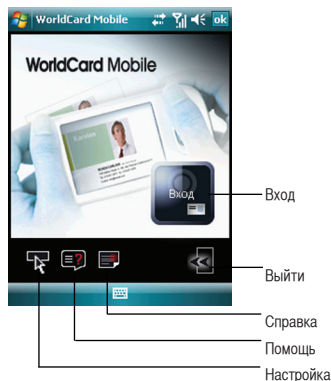 WorldCard Mobile
ok
WorldCard Mobile
Вход
Вход
Выйти
Справка
Помощь
Настройка